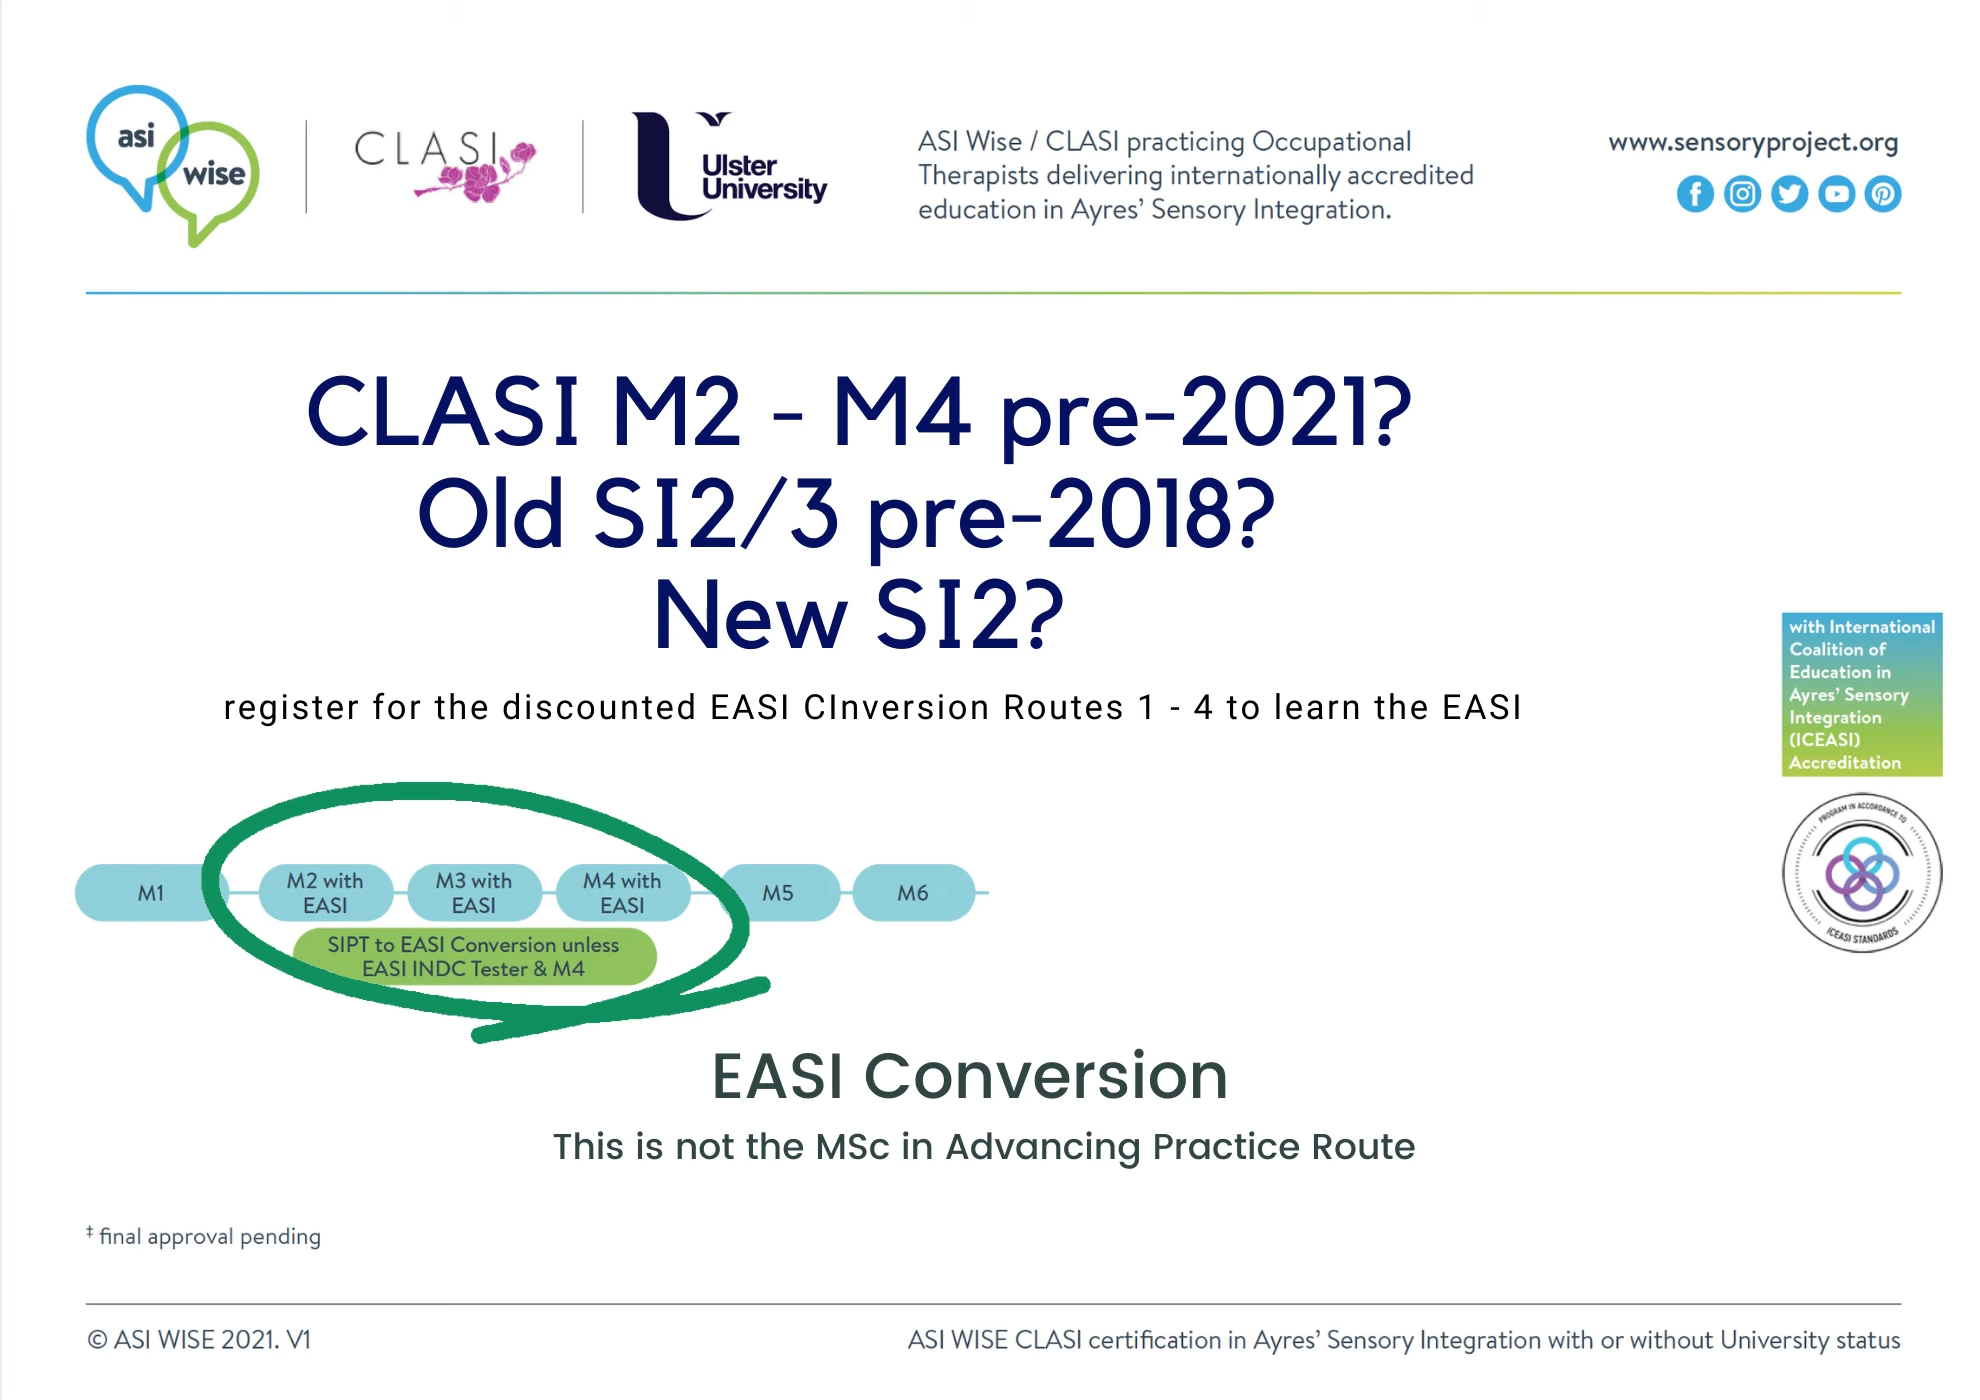 asi
wise
CLASI
Ulster
University
ASI Wise / CLASI practicing Occupational
Therapists delivering internationally accredited
education in Ayres’ Sensory Integration.
www.sensoryproject.org
CLASI M2 - M4 pre-2021?
Old SI2/3 pre-2018?
New SI2?
register for the discounted EASI CInversion Routes 1 - 4 to learn the EASI
with International
Coalition of
Education in
Ayres’ Sensory
Integration
(ICEASI)
Accreditation
PROGRAM IN ACCORDANCE TO
ICEASI STANDARDS
M1
M2 with
EASI
M3 with
EASI
M4 with
EASI
M5
M6
SIPT to EASI Conversion unless
EASI INDC Tester & M4
EASI Conversion
This is not the MSc in Advancing Practice Route
‡ final approval pending
© ASI WISE 2021. V1
ASI WISE CLASI certification in Ayres’ Sensory Integration with or without University status